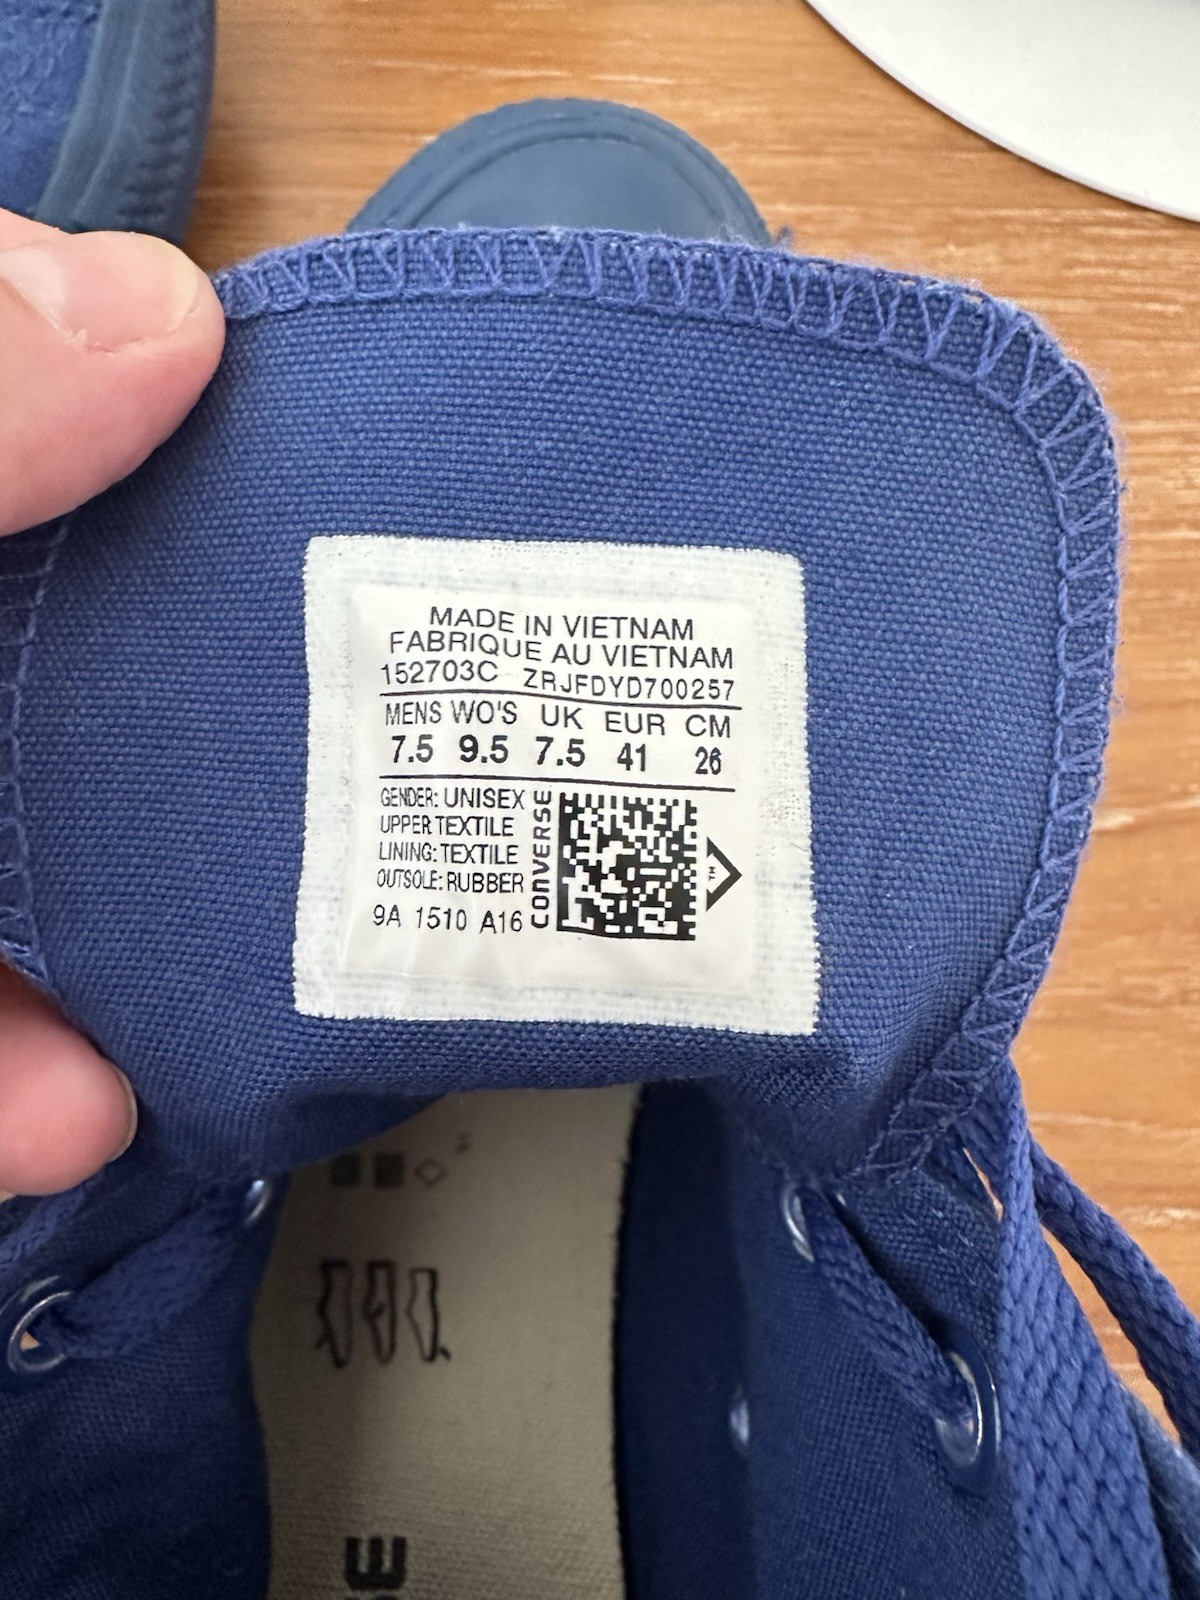 MADE IN VIETNAM
FABRIQUE AU VIETNAM
152703C ZRJFDYD700257
MENS WO'S UK EUR CM
7.5 9.5 7.5 41 26
GENDER: UNISEX
UPPER TEXTILE
LINING: TEXTILE
OUTSOLE: RUBBER
9A 1510 A16
CONVERSE
TM